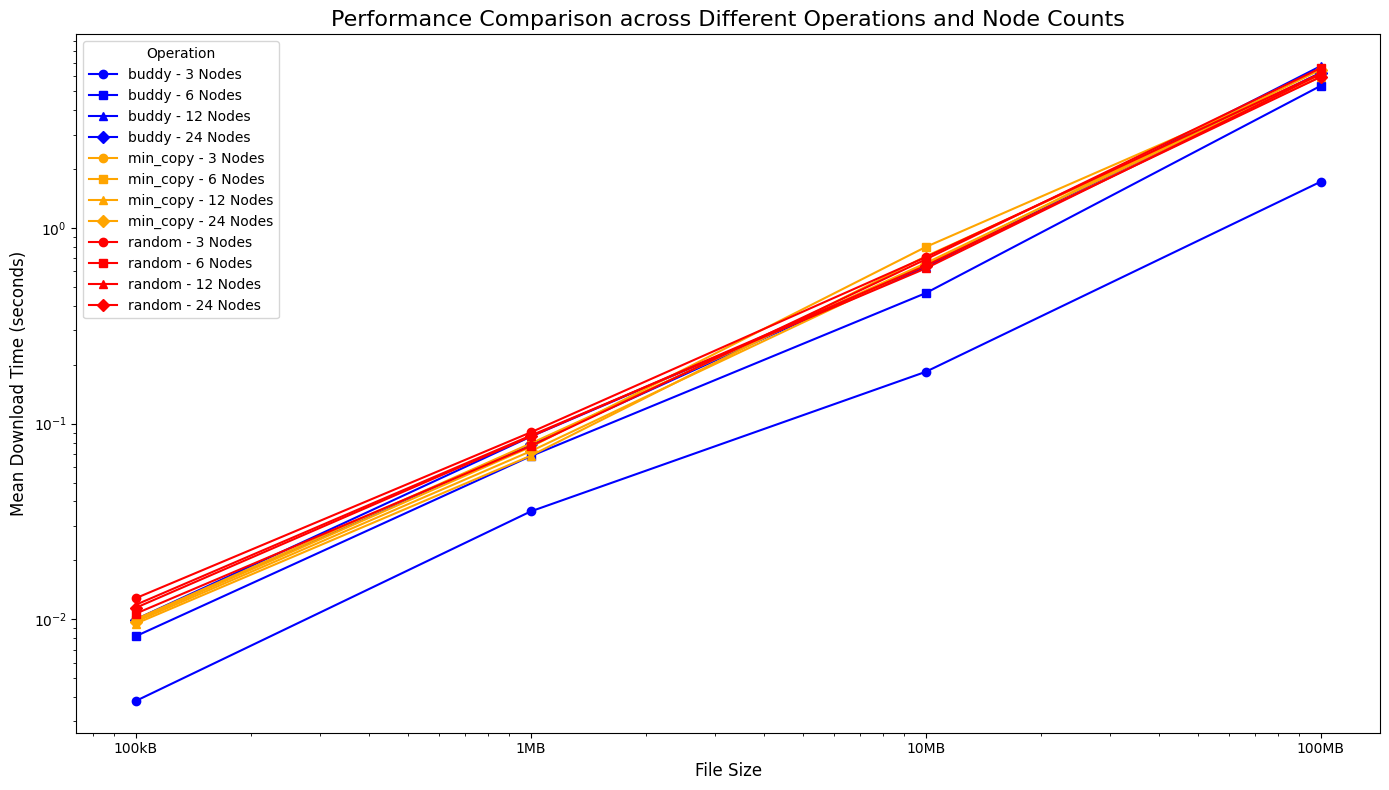 Performance Comparison across Different Operations and Node Counts
Operation
buddy - 3 Nodes
buddy - 6 Nodes
buddy - 12 Nodes
buddy - 24 Nodes
min_copy - 3 Nodes
min_copy - 6 Nodes
min_copy - 12 Nodes
min_copy - 24 Nodes
random - 3 Nodes
random - 6 Nodes
random - 12 Nodes
random - 24 Nodes
Mean Download Time (seconds)
10⁰
10⁻¹
10⁻²
100kB 1MB 10MB 100MB
File Size